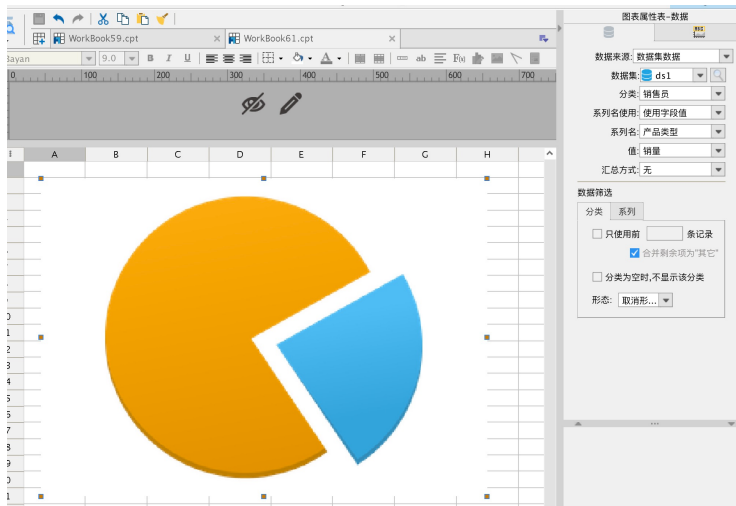 图表属性表-数据
WorkBook59.cpt × WorkBook61.cpt ×
Bayan 9.0 B I U ab F(x)
0 100 200 300 400 500 600 700
A B C D E F G H
数据来源: 数据集数据
数据集: ds1
分类: 销售员
系列名使用: 使用字段值
系列名: 产品类型
值: 销量
汇总方式: 无
数据筛选
分类 系列
只使用前 条记录
合并剩余项为"其它"
分类为空时,不显示该分类
形态: 取消形...